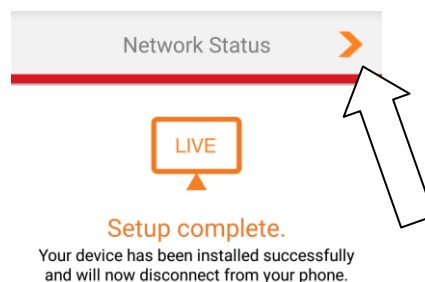 Network Status
LIVE
Setup complete.
Your device has been installed successfully
and will now disconnect from your phone.